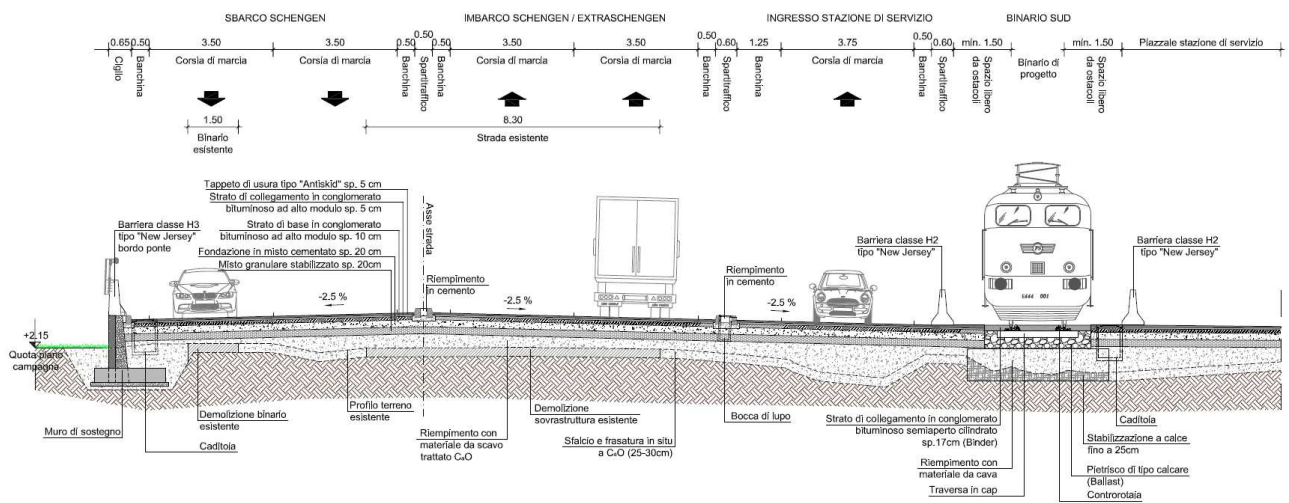 SBARCO SCHENGEN
IMBARCO SCHENGEN / EXTRASCHENGEN
INGRESSO STAZIONE DI SERVIZIO
BINARIO SUD
0.65
0.50
3.50
3.50
0.50
0.50
0.50
3.50
3.50
0.50
0.60
1.25
3.75
0.50
0.60
min. 1.50
min. 1.50
Piazzale stazione di servizio
Ciglio
Banchina
Corsia di marcia
Corsia di marcia
Banchina
Spartitraffico
Banchina
Corsia di marcia
Corsia di marcia
Banchina
Spartitraffico
Banchina
Corsia di marcia
Banchina
Spartitraffico
Spazio libero
da ostacoli
Binario di
progetto
Spazio libero
da ostacoli
1.50
Binario
esistente
8.30
Strada esistente
Tappeto di usura tipo "Antiskid" sp. 5 cm
Strato di collegamento in conglomerato
bituminoso ad alto modulo sp. 5 cm
Strato di base in conglomerato
bituminoso ad alto modulo sp. 10 cm
Fondazione in misto cementato sp. 20 cm
Misto granulare stabilizzato sp. 20cm
Asse strada
Barriera classe H3
tipo "New Jersey"
bordo ponte
Riempimento
in cemento
Riempimento
in cemento
Barriera classe H2
tipo "New Jersey"
Barriera classe H2
tipo "New Jersey"
-2.5 %
-2.5 %
-2.5 %
E444 001
+2.15
Quota piano
campagna
Muro di sostegno
Caditoia
Demolizione binario
esistente
Profilo terreno
esistente
Riempimento con
materiale da scavo
trattato CaO
Demolizione
sovrastruttura esistente
Sfalcio e frasatura in situ
a CaO (25-30cm)
Bocca di lupo
Strato di collegamento in conglomerato
bituminoso semiaperto cilindrato
sp.17cm (Binder)
Riempimento con
materiale da cava
Traversa in cap
Caditoia
Stabilizzazione a calce
fino a 25cm
Pietrisco di tipo calcare
(Ballast)
Controrotaia